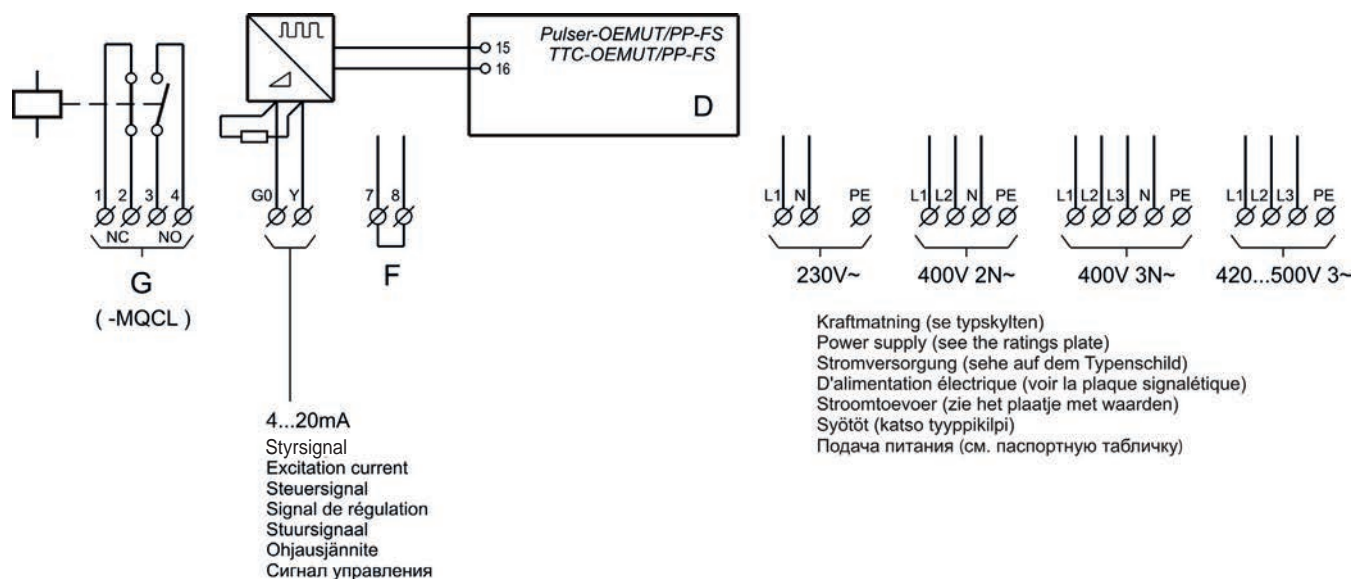 Pulser-OEMUT/PP-FS
TTC-OEMUT/PP-FS
15
16
D
1 2 3 4
NC NO
G
( -MQCL )
G0 Y
7 8
F
L1 N PE
230V~
L1 L2 N PE
400V 2N~
L1 L2 L3 N PE
400V 3N~
L1 L2 L3 PE
420...500V 3~
Kraftmatning (se typskylten)
Power supply (see the ratings plate)
Stromversorgung (sehe auf dem Typenschild)
D'alimentation électrique (voir la plaque signalétique)
Stroomtoevoer (zie het plaatje met waarden)
Syötöt (katso tyyppikilpi)
Подача питания (см. паспортную табличку)
4...20mA
Styrsignal
Excitation current
Steuersignal
Signal de régulation
Stuursignaal
Ohjausjännite
Сигнал управления